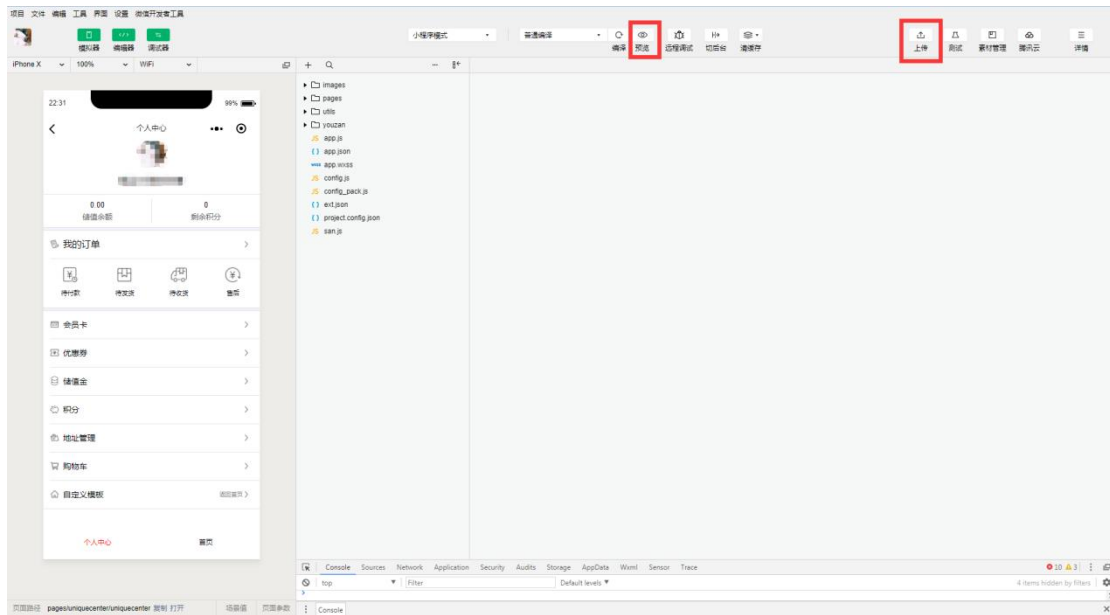 项目 文件 编辑 工具 界面 设置 微信开发者工具
模拟器 编辑器 调试器 小程序模式 普通编译 编译 预览 远程调试 切后台 清缓存 上传 测试 素材管理 腾讯云 详情
iPhone X 100% WiFi
22:31 99%
个人中心
0.00 0
储值余额 剩余积分
我的订单
待付款 待发货 待收货 售后
会员卡
优惠券
储值金
积分
地址管理
购物车
自定义模板 返回首页
个人中心 首页
images
pages
utils
youzan
JS app.js
{ } app.json
wxss app.wxss
JS config.js
JS config_pack.js
{ } ext.json
{ } project.config.json
JS san.js
Console Sources Network Application Security Audits Storage AppData Wxml Sensor Trace 10 3
top Filter Default levels 4 items hidden by filters
Console
页面路径 pages/uniquecenter/uniquecenter 复制 打开 场景值 页面参数